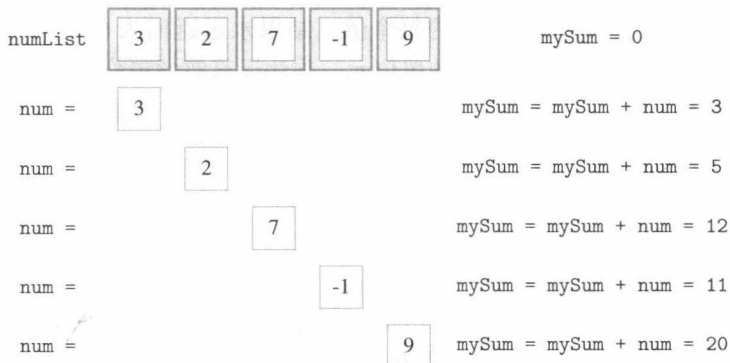 numList 3 2 7 -1 9 mySum = 0
num = 3 mySum = mySum + num = 3
num = 2 mySum = mySum + num = 5
num = 7 mySum = mySum + num = 12
num = -1 mySum = mySum + num = 11
num = 9 mySum = mySum + num = 20